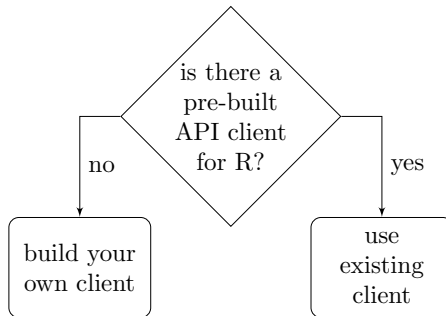 is there a
pre-built
API client
for R?
no
yes
build your
own client
use
existing
client